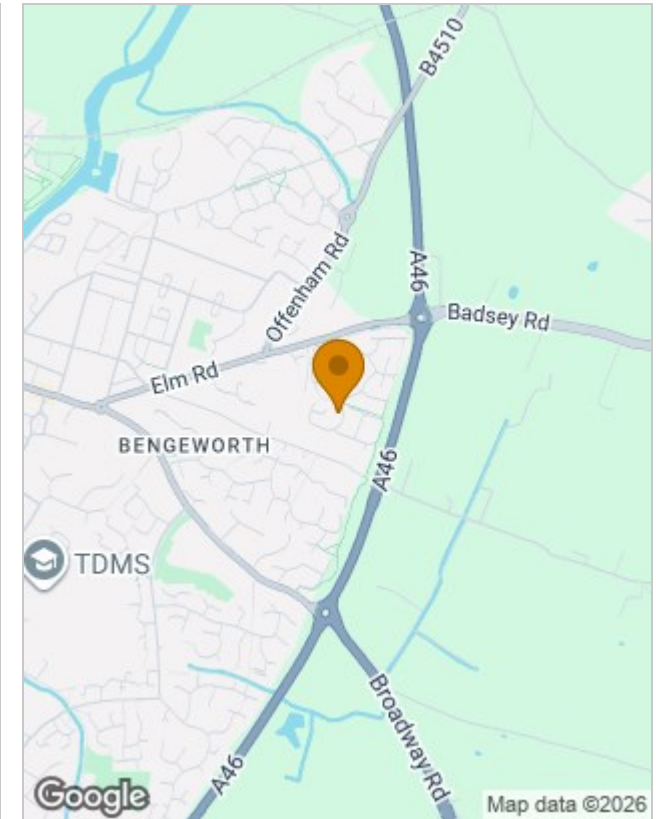 B4510
A46
Offenham Rd
Badsey Rd
Elm Rd
BENGEWORTH
A46
TDMS
Broadway Rd
A46
Google
Map data ©2026